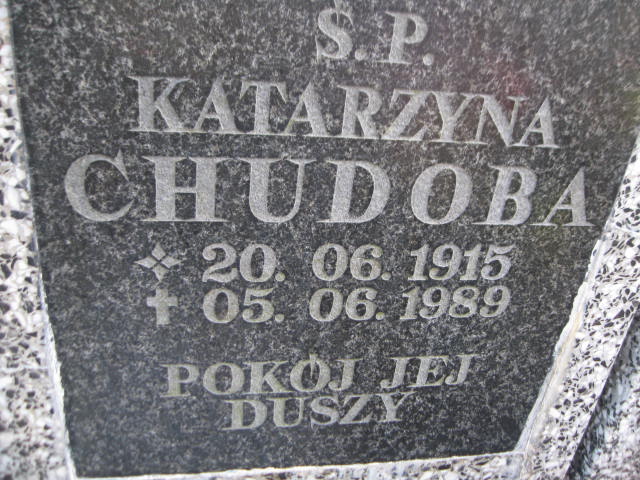 Ś.P.
KATARZYNA
CHUDOBA
20. 06. 1915
05. 06. 1989
POKÓJ JEJ
DUSZY